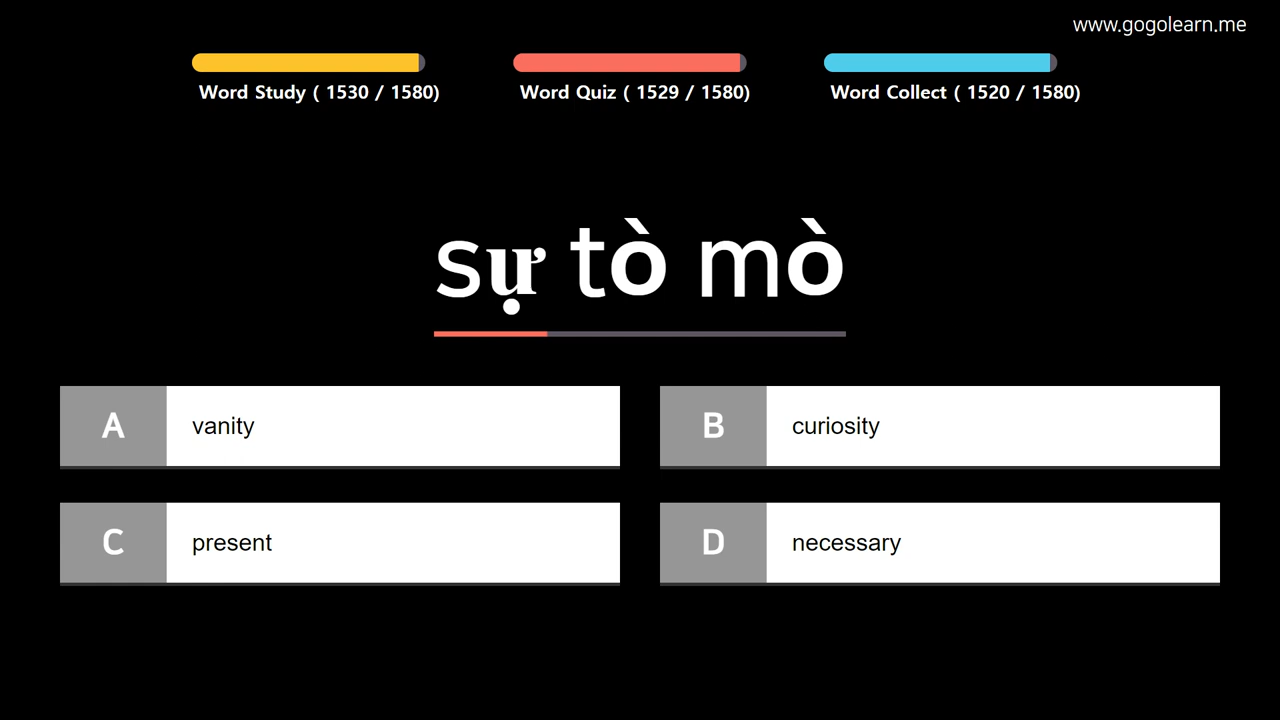 www.gogolearn.me
Word Study ( 1530 / 1580)
Word Quiz ( 1529 / 1580)
Word Collect ( 1520 / 1580)
sự tò mò
A vanity
B curiosity
C present
D necessary